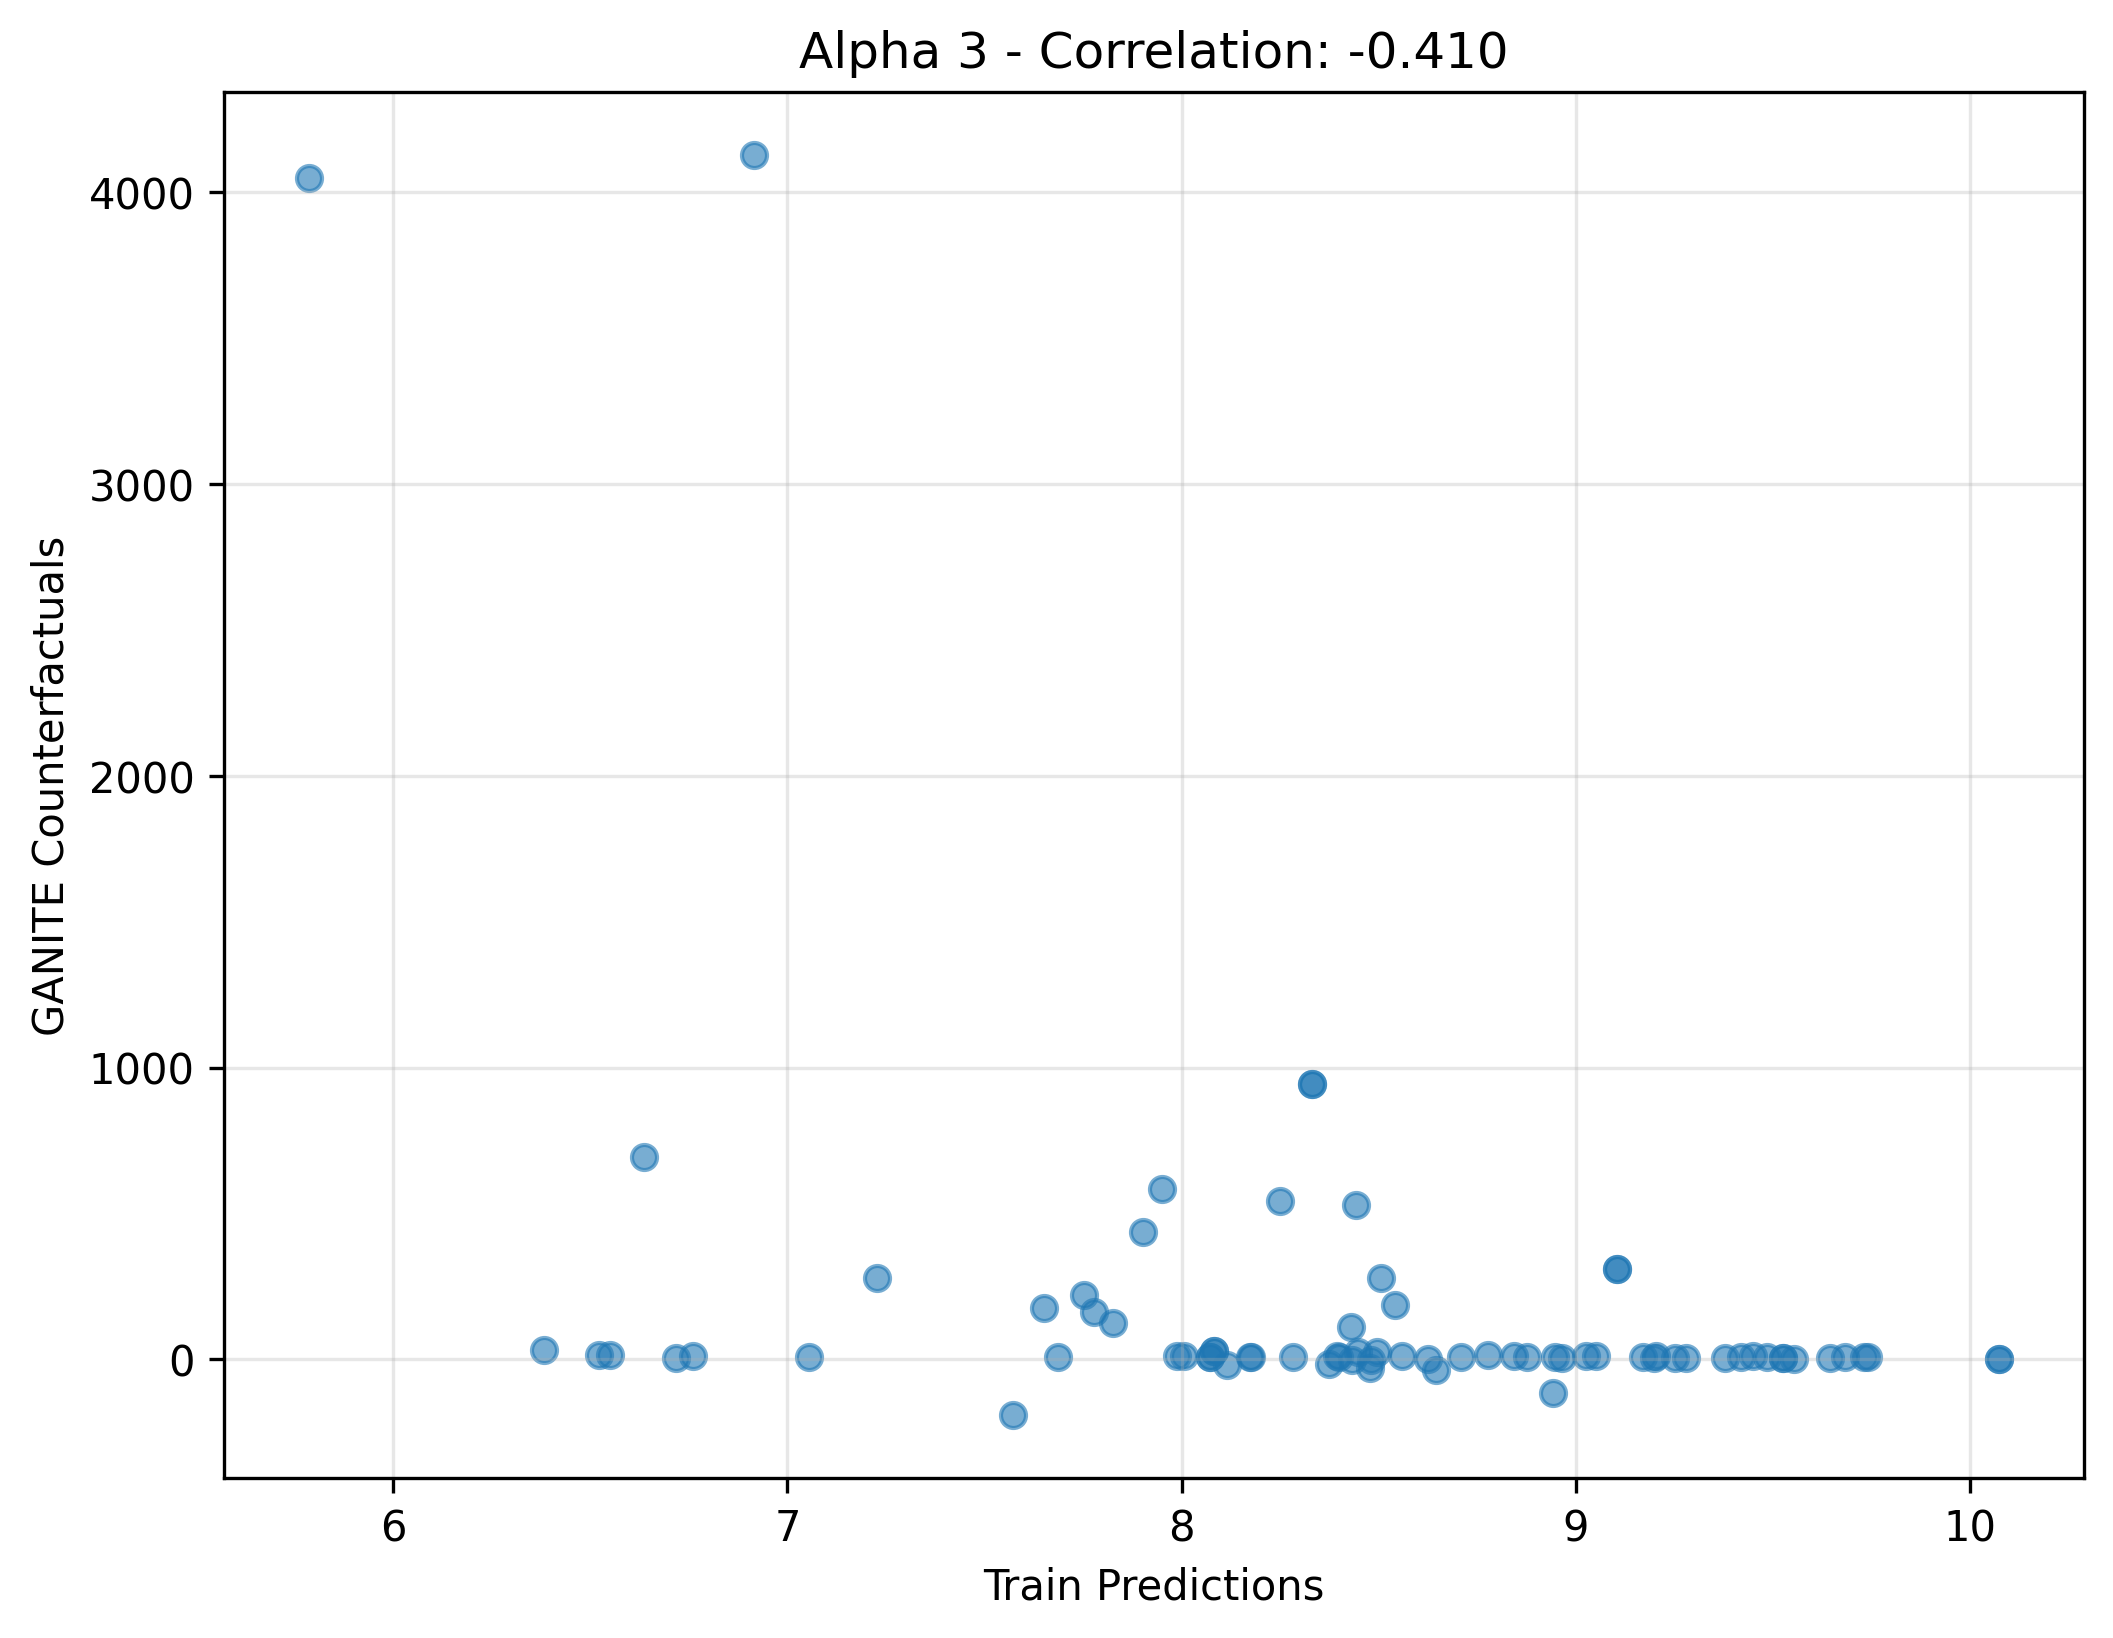 Alpha 3 - Correlation: -0.410
GANITE Counterfactuals
4000
3000
2000
1000
0
6 7 8 9 10
Train Predictions